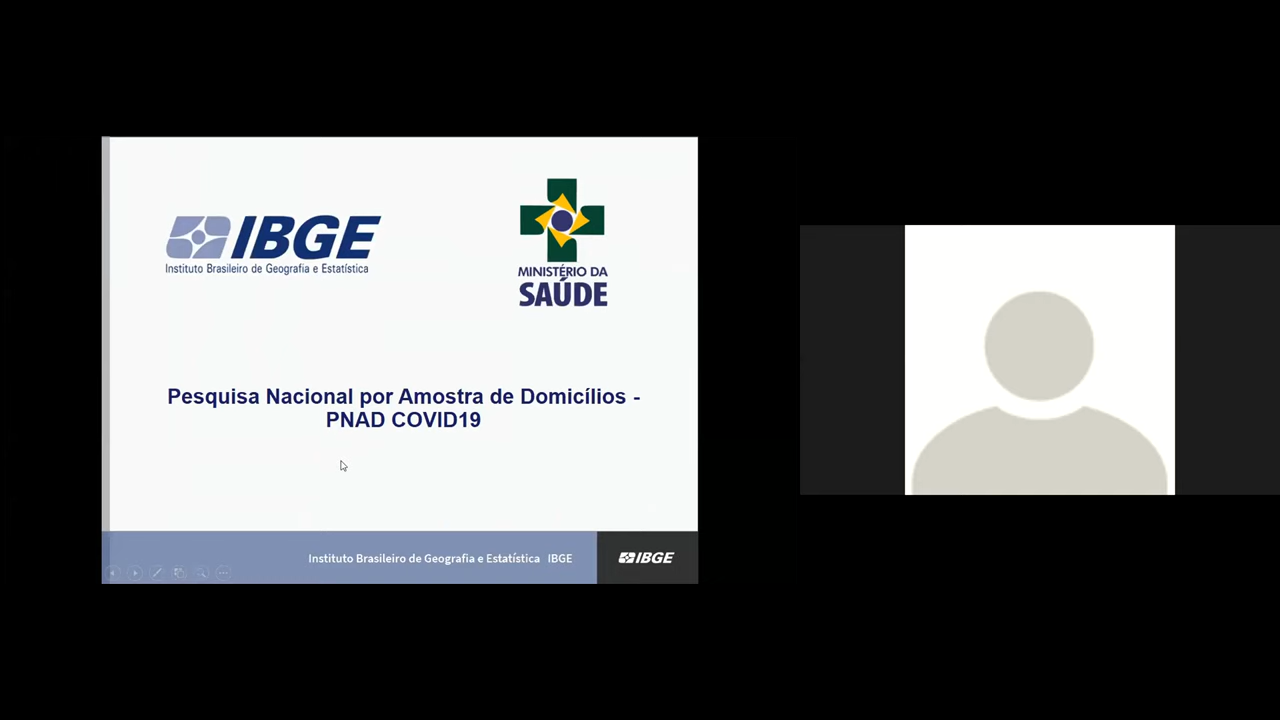 IBGE
Instituto Brasileiro de Geografia e Estatística
MINISTÉRIO DA
SAÚDE
Pesquisa Nacional por Amostra de Domicílios -
PNAD COVID19
Instituto Brasileiro de Geografia e Estatística IBGE
IBGE